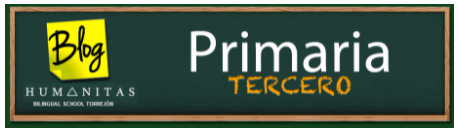 Blog
HUMANITAS
BILINGUAL SCHOOL TORREJÓN
Primaria
TERCERO